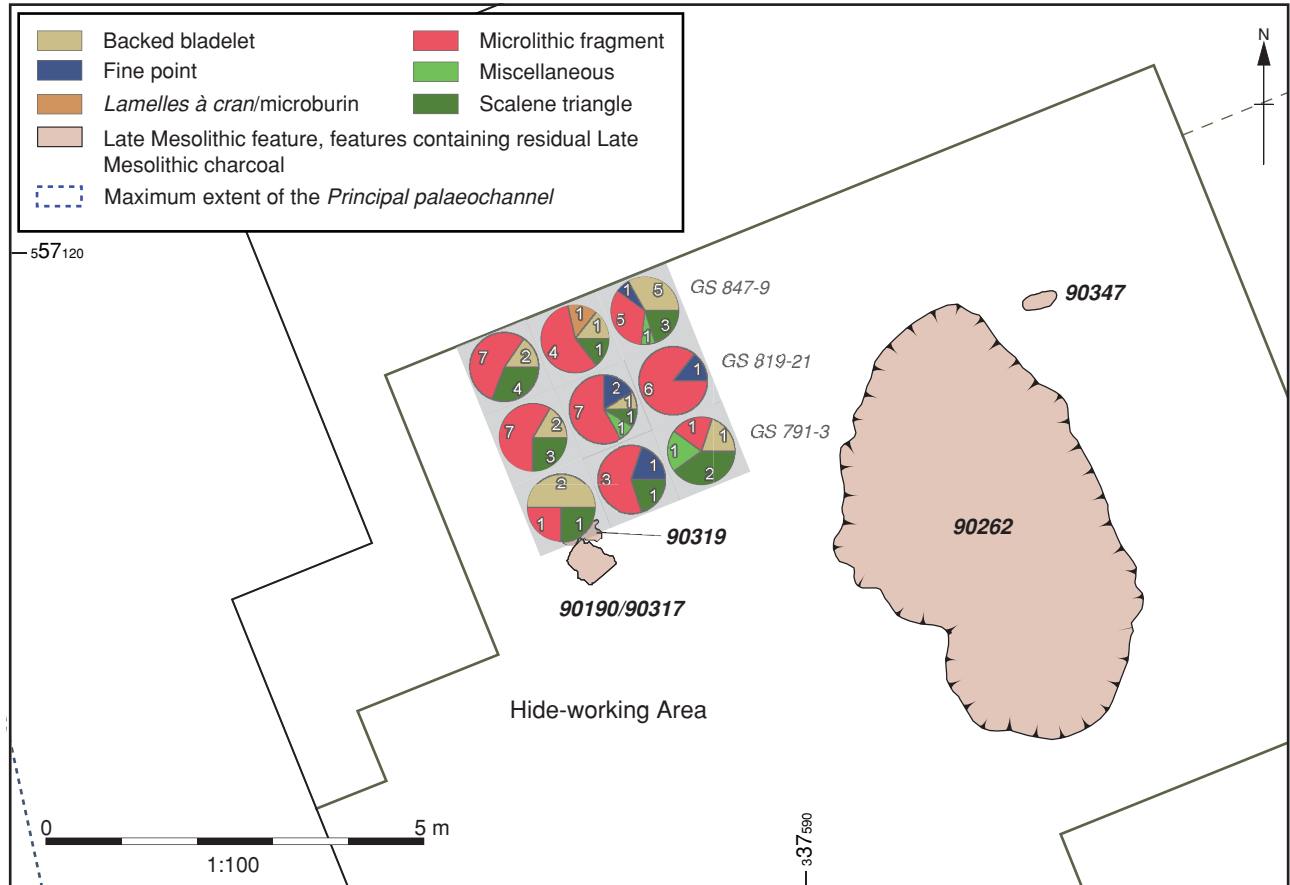 Backed bladelet
Fine point
Lamelles à cran/microburin
Microlithic fragment
Miscellaneous
Scalene triangle
Late Mesolithic feature, features containing residual Late
Mesolithic charcoal
Maximum extent of the Principal palaeochannel
N
557120
GS 847-9
1 5
5 3
1
1
1
4 1
7 2
4
GS 819-21
1
6
2
7 1
1
1
7 2
3
GS 791-3
1 1
1
2
3 1
1
2
1 1
90347
90262
90319
90190/90317
Hide-working Area
0 5 m
1:100
337590